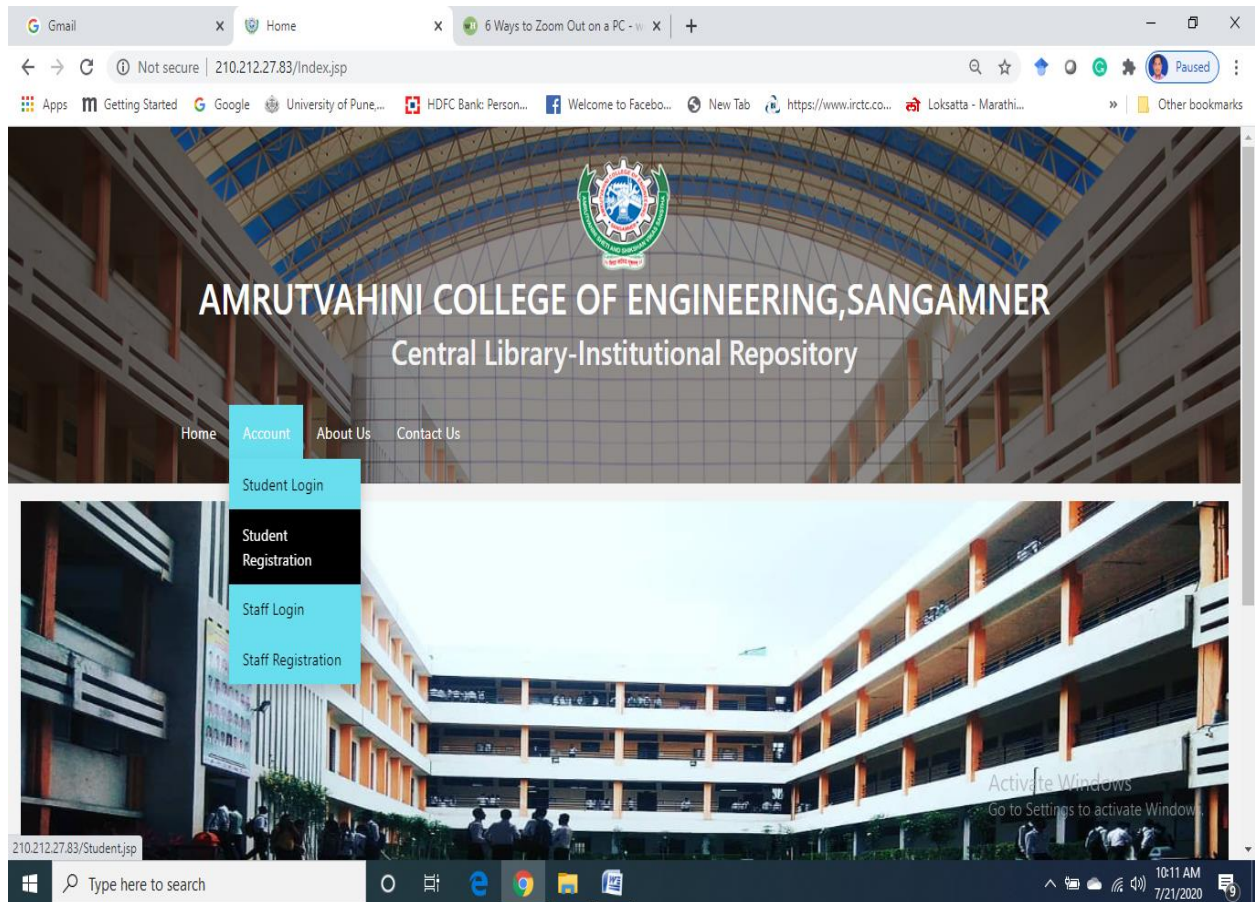 Gmail
Home
6 Ways to Zoom Out on a PC - w
Not secure | 210.212.27.83/Index.jsp
Paused
Apps
Getting Started
Google
University of Pune,...
HDFC Bank: Person...
Welcome to Facebo...
New Tab
https://www.irctc.co...
Loksatta - Marathi...
»
Other bookmarks
AMRUTVAHINI COLLEGE OF ENGINEERING,SANGAMNER
Central Library-Institutional Repository
Home Account About Us Contact Us
Student Login
Student
Registration
Staff Login
Staff Registration
Activate Windows
Go to Settings to activate Windows.
210.212.27.83/Student.jsp
Type here to search
10:11 AM
7/21/2020
9